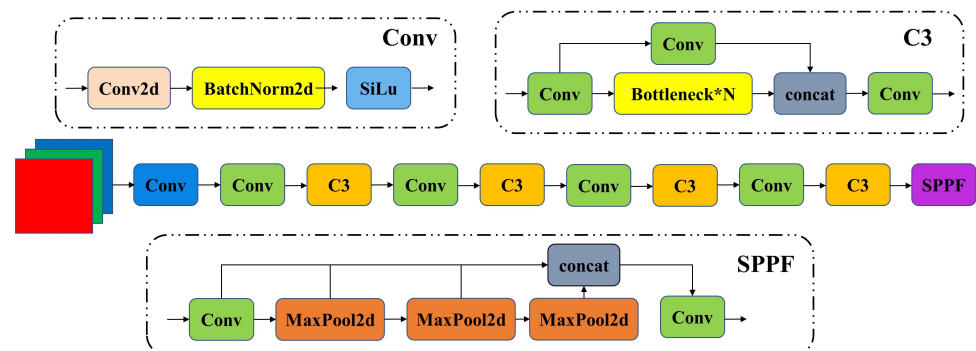 Conv
Conv2d BatchNorm2d SiLu
C3
Conv
Conv Bottleneck*N concat Conv
Conv Conv C3 Conv C3 Conv C3 Conv C3 SPPF
SPPF
concat
Conv MaxPool2d MaxPool2d MaxPool2d Conv